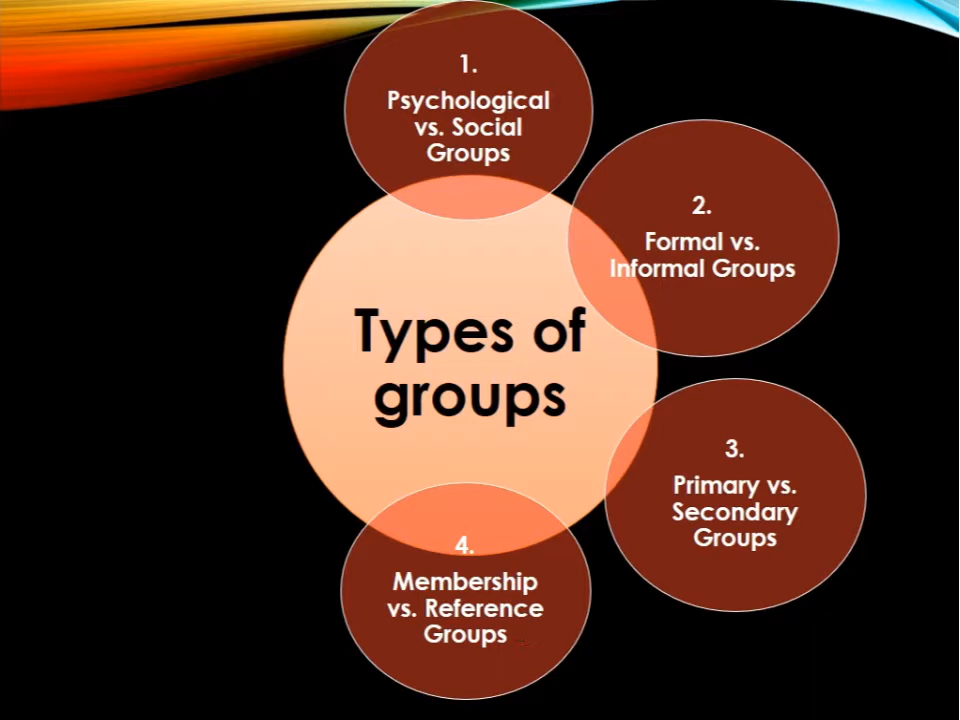 1.
Psychological
vs. Social
Groups
2.
Formal vs.
Informal Groups
Types of
groups
3.
Primary vs.
Secondary
Groups
4.
Membership
vs. Reference
Groups